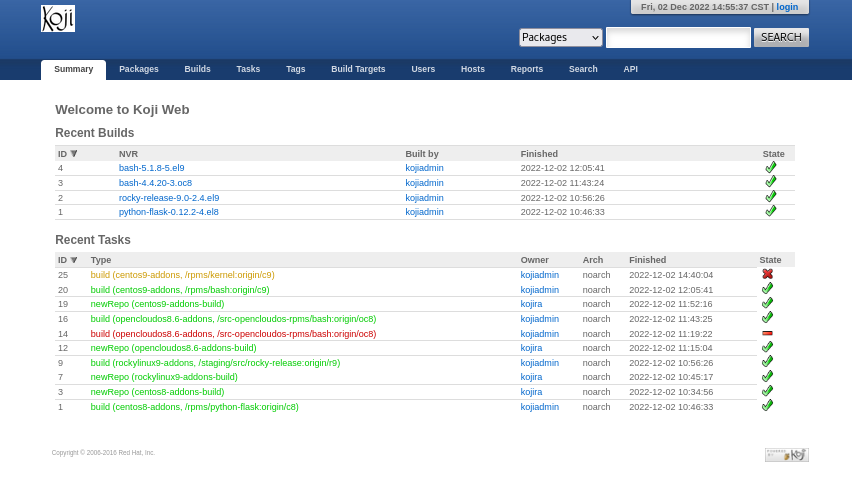 Koji
Fri, 02 Dec 2022 14:55:37 CST | login
Packages SEARCH
Summary Packages Builds Tasks Tags Build Targets Users Hosts Reports Search API
Welcome to Koji Web
Recent Builds
ID NVR Built by Finished State
4 bash-5.1.8-5.el9 kojiadmin 2022-12-02 12:05:41
3 bash-4.4.20-3.oc8 kojiadmin 2022-12-02 11:43:24
2 rocky-release-9.0-2.4.el9 kojiadmin 2022-12-02 10:56:26
1 python-flask-0.12.2-4.el8 kojiadmin 2022-12-02 10:46:33
Recent Tasks
ID Type Owner Arch Finished State
25 build (centos9-addons, /rpms/kernel:origin/c9) kojiadmin noarch 2022-12-02 14:40:04
20 build (centos9-addons, /rpms/bash:origin/c9) kojiadmin noarch 2022-12-02 12:05:41
19 newRepo (centos9-addons-build) kojira noarch 2022-12-02 11:52:16
16 build (opencloudos8.6-addons, /src-opencloudos-rpms/bash:origin/oc8) kojiadmin noarch 2022-12-02 11:43:25
14 build (opencloudos8.6-addons, /src-opencloudos-rpms/bash:origin/oc8) kojiadmin noarch 2022-12-02 11:19:22
12 newRepo (opencloudos8.6-addons-build) kojira noarch 2022-12-02 11:15:04
9 build (rockylinux9-addons, /staging/src/rocky-release:origin/r9) kojiadmin noarch 2022-12-02 10:56:26
7 newRepo (rockylinux9-addons-build) kojira noarch 2022-12-02 10:45:17
3 newRepo (centos8-addons-build) kojira noarch 2022-12-02 10:34:56
1 build (centos8-addons, /rpms/python-flask:origin/c8) kojiadmin noarch 2022-12-02 10:46:33
Copyright © 2006-2016 Red Hat, Inc.
Koji